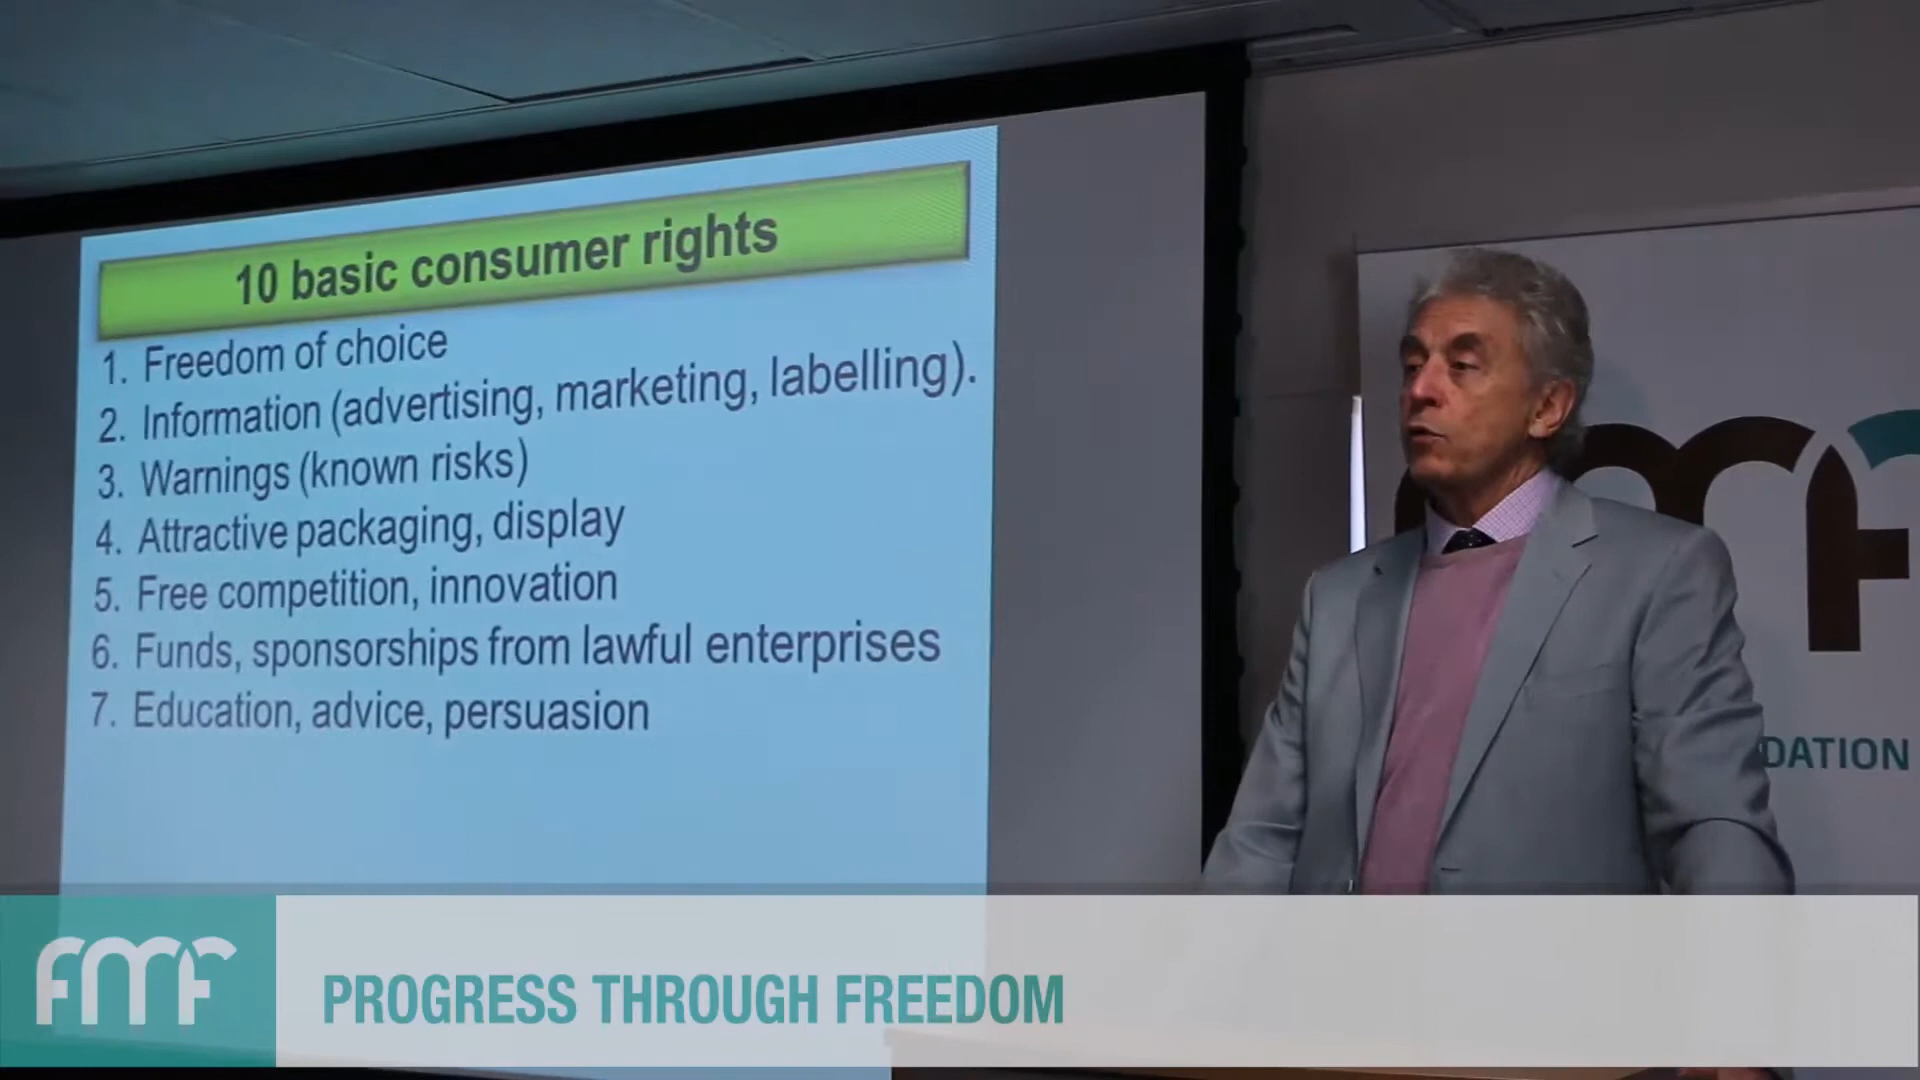 10 basic consumer rights
1. Freedom of choice
2. Information (advertising, marketing, labelling).
3. Warnings (known risks)
4. Attractive packaging, display
5. Free competition, innovation
6. Funds, sponsorships from lawful enterprises
7. Education, advice, persuasion
mf
DATION
fmf
PROGRESS THROUGH FREEDOM